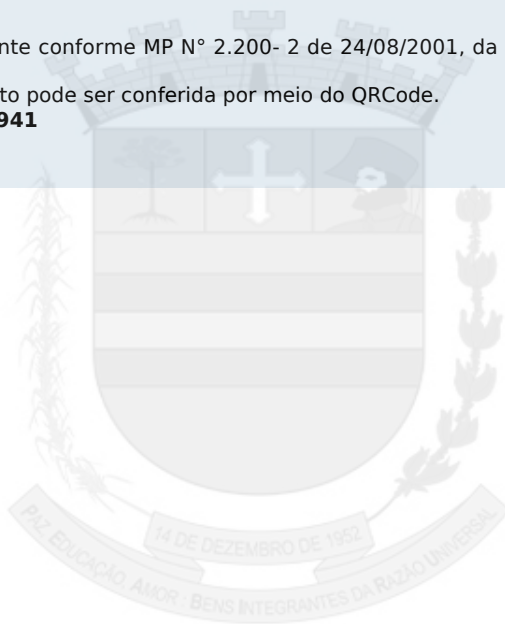 nte conforme MP N° 2.200- 2 de 24/08/2001, da
to pode ser conferida por meio do QRCode.
941
14 DE DEZEMBRO DE 1952
PAZ, EDUCAÇÃO, AMOR : BENS INTEGRANTES DA RAZÃO UNIVERSAL